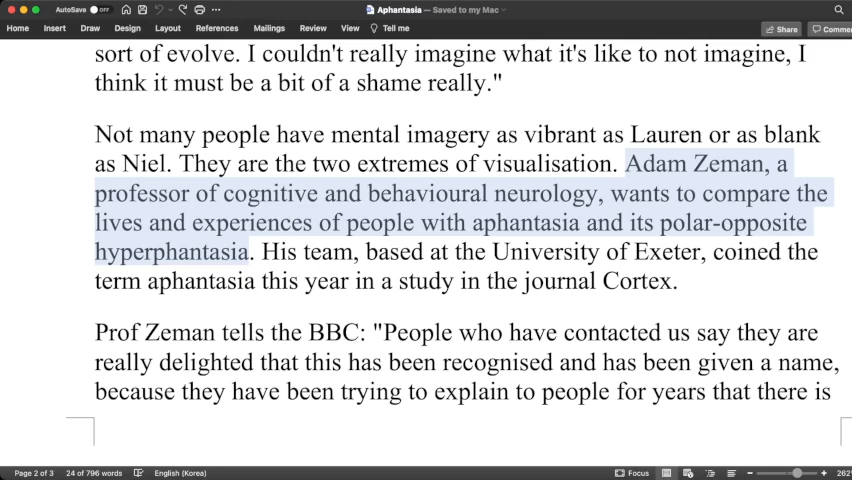 AutoSave OFF
Aphantasia — Saved to my Mac
Home Insert Draw Design Layout References Mailings Review View Tell me
Share Comme
sort of evolve. I couldn't really imagine what it's like to not imagine, I
think it must be a bit of a shame really."
Not many people have mental imagery as vibrant as Lauren or as blank
as Niel. They are the two extremes of visualisation. Adam Zeman, a
professor of cognitive and behavioural neurology, wants to compare the
lives and experiences of people with aphantasia and its polar-opposite
hyperphantasia. His team, based at the University of Exeter, coined the
term aphantasia this year in a study in the journal Cortex.
Prof Zeman tells the BBC: "People who have contacted us say they are
really delighted that this has been recognised and has been given a name,
because they have been trying to explain to people for years that there is
Page 2 of 3 24 of 796 words English (Korea) Focus 262